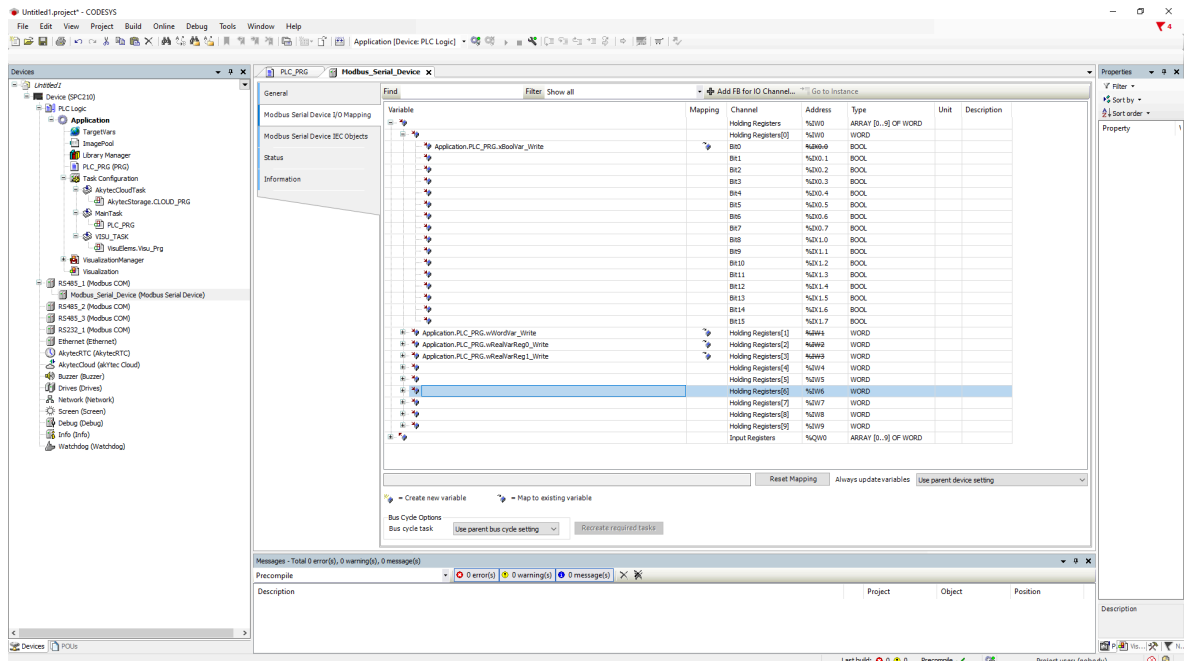 Untitled1.project* - CODESYS
File Edit View Project Build Online Debug Tools Window Help
4
Application [Device: PLC Logic]
Devices
Untitled1
Device (SPC210)
PLC Logic
Application
TargetVars
ImagePool
Library Manager
PLC_PRG (PRG)
Task Configuration
AkytecCloudTask
AkytecStorage.CLOUD_PRG
MainTask
PLC_PRG
VISU_TASK
VisuElems.Visu_Prg
VisualizationManager
Visualization
RS485_1 (Modbus COM)
Modbus_Serial_Device (Modbus Serial Device)
RS485_2 (Modbus COM)
RS485_3 (Modbus COM)
RS232_1 (Modbus COM)
Ethernet (Ethernet)
AkytecRTC (AkytecRTC)
AkytecCloud (akYtec Cloud)
Buzzer (Buzzer)
Drives (Drives)
Network (Network)
Screen (Screen)
Debug (Debug)
Info (Info)
Watchdog (Watchdog)
Devices POUs
PLC_PRG Modbus_Serial_Device
General
Modbus Serial Device I/O Mapping
Modbus Serial Device IEC Objects
Status
Information
Find Filter Show all Add FB for IO Channel... Go to Instance
Variable Mapping Channel Address Type Unit Description
Holding Registers %IW0 ARRAY [0..9] OF WORD
Holding Registers[0] %IW0 WORD
Application.PLC_PRG.xBoolVar_Write Bit0 %IX0.0 BOOL
Bit1 %IX0.1 BOOL
Bit2 %IX0.2 BOOL
Bit3 %IX0.3 BOOL
Bit4 %IX0.4 BOOL
Bit5 %IX0.5 BOOL
Bit6 %IX0.6 BOOL
Bit7 %IX0.7 BOOL
Bit8 %IX1.0 BOOL
Bit9 %IX1.1 BOOL
Bit10 %IX1.2 BOOL
Bit11 %IX1.3 BOOL
Bit12 %IX1.4 BOOL
Bit13 %IX1.5 BOOL
Bit14 %IX1.6 BOOL
Bit15 %IX1.7 BOOL
Application.PLC_PRG.wWordVar_Write Holding Registers[1] %IW1 WORD
Application.PLC_PRG.wRealVarReg0_Write Holding Registers[2] %IW2 WORD
Application.PLC_PRG.wRealVarReg1_Write Holding Registers[3] %IW3 WORD
Holding Registers[4] %IW4 WORD
Holding Registers[5] %IW5 WORD
Holding Registers[6] %IW6 WORD
Holding Registers[7] %IW7 WORD
Holding Registers[8] %IW8 WORD
Holding Registers[9] %IW9 WORD
Input Registers %QW0 ARRAY [0..9] OF WORD
Reset Mapping Always update variables Use parent device setting
= Create new variable = Map to existing variable
Bus Cycle Options
Bus cycle task Use parent bus cycle setting Recreate required tasks
Messages - Total 0 error(s), 0 warning(s), 0 message(s)
Precompile 0 error(s) 0 warning(s) 0 message(s)
Description Project Object Position
Properties
Filter
Sort by
Sort order
Property
Description
P... Vis... N...
Last build: 0 0 Precompile Project user: (nobody)